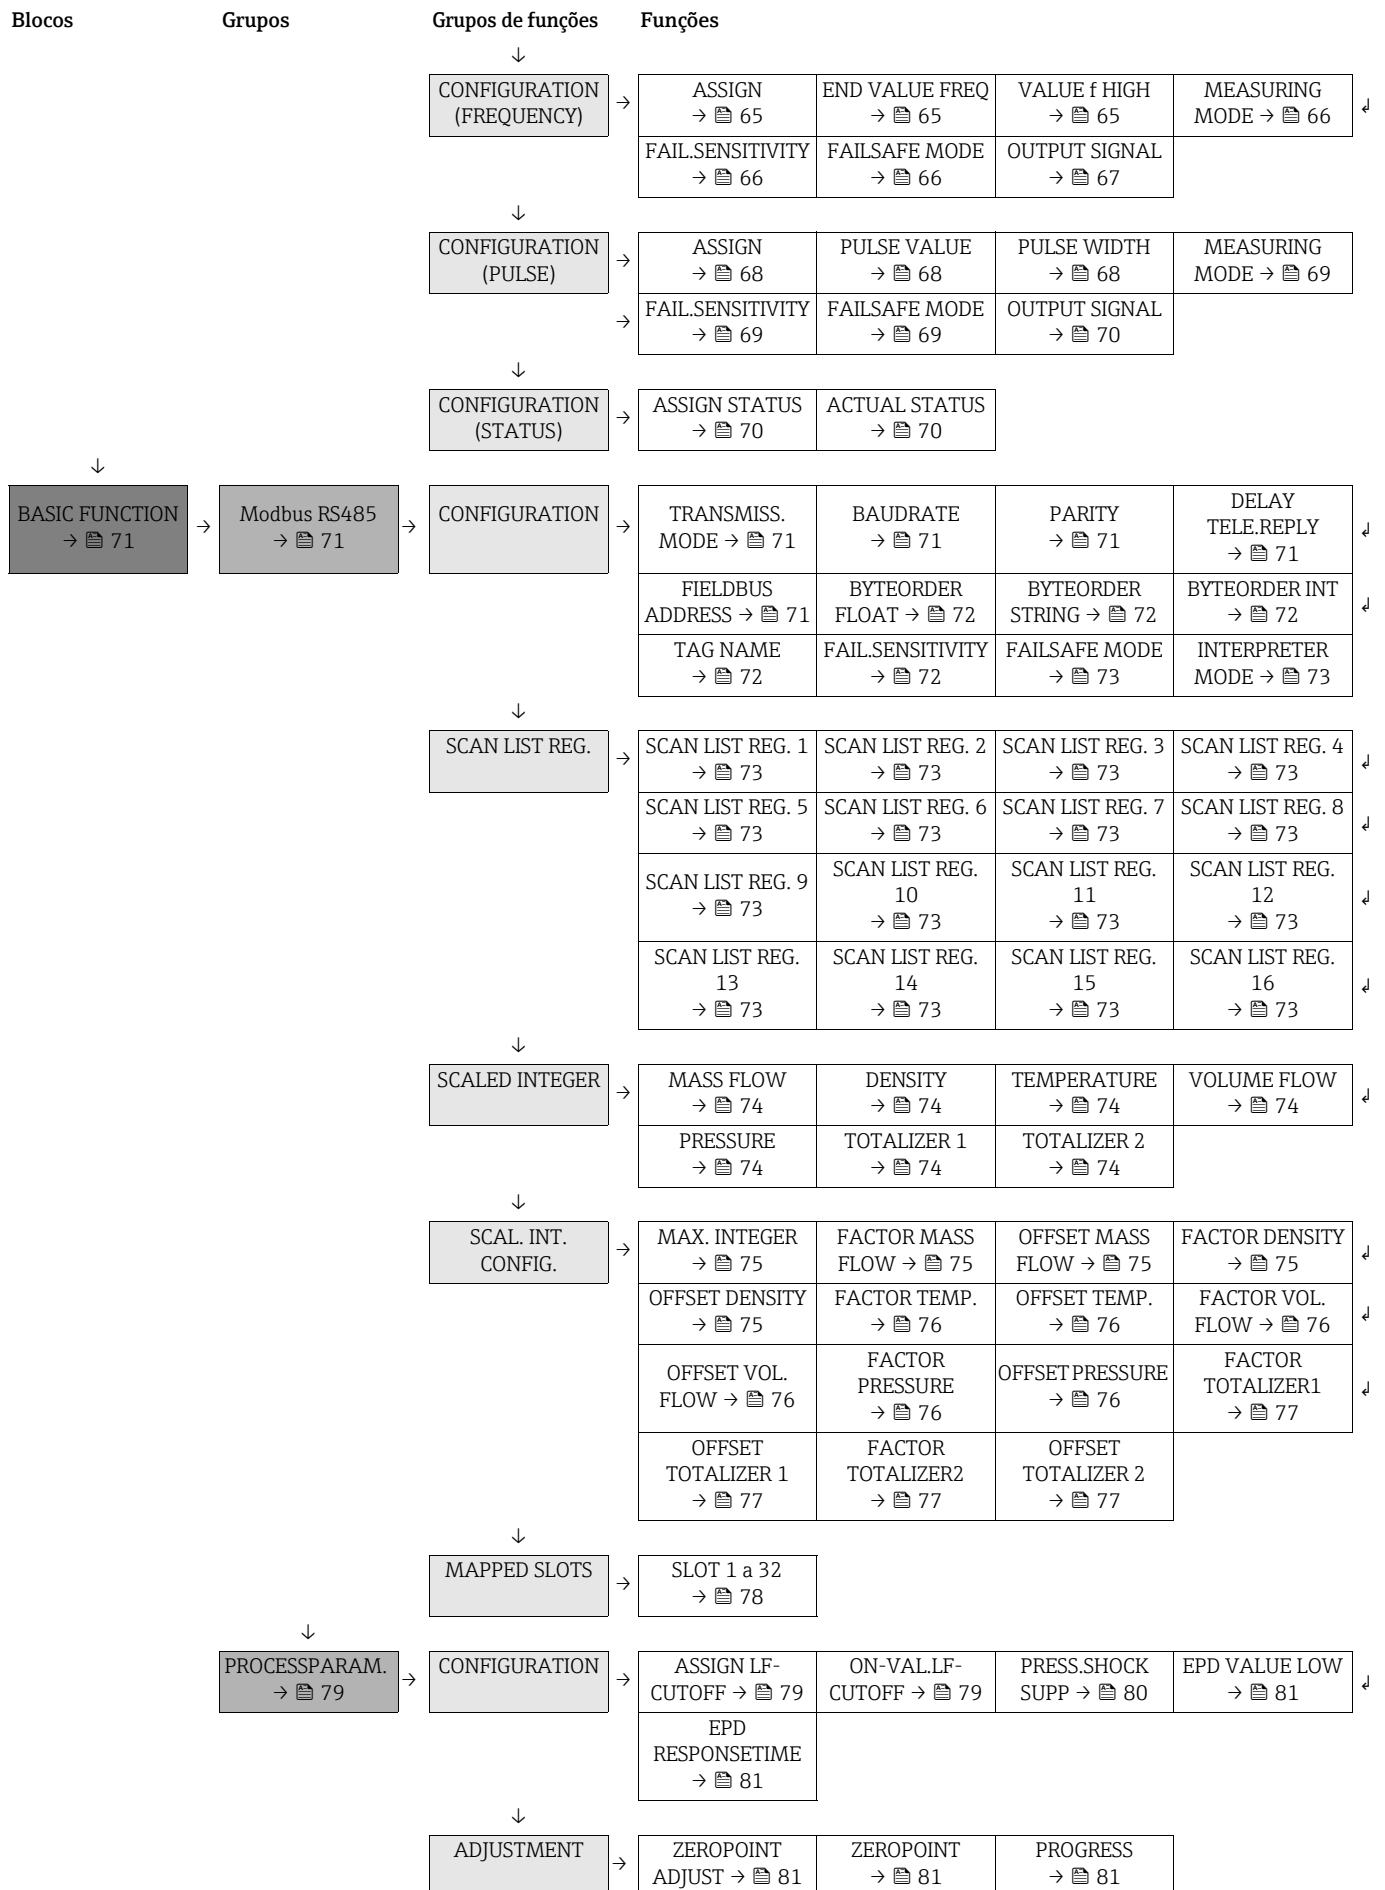 Blocos Grupos Grupos de funções Funções
↓
CONFIGURATION (FREQUENCY) → ASSIGN → 65 END VALUE FREQ → 65 VALUE f HIGH → 65 MEASURING MODE → 66
FAIL.SENSITIVITY → 66 FAILSAFE MODE → 66 OUTPUT SIGNAL → 67
↓
CONFIGURATION (PULSE) → ASSIGN → 68 PULSE VALUE → 68 PULSE WIDTH → 68 MEASURING MODE → 69
→ FAIL.SENSITIVITY → 69 FAILSAFE MODE → 69 OUTPUT SIGNAL → 70
↓
CONFIGURATION (STATUS) → ASSIGN STATUS → 70 ACTUAL STATUS → 70
↓
BASIC FUNCTION → 71 → Modbus RS485 → 71 → CONFIGURATION → TRANSMISS. MODE → 71 BAUDRATE → 71 PARITY → 71 DELAY TELE.REPLY → 71
FIELDBUS ADDRESS → 71 BYTEORDER FLOAT → 72 BYTEORDER STRING → 72 BYTEORDER INT → 72
TAG NAME → 72 FAIL.SENSITIVITY → 72 FAILSAFE MODE → 73 INTERPRETER MODE → 73
↓
SCAN LIST REG. → SCAN LIST REG. 1 → 73 SCAN LIST REG. 2 → 73 SCAN LIST REG. 3 → 73 SCAN LIST REG. 4 → 73
SCAN LIST REG. 5 → 73 SCAN LIST REG. 6 → 73 SCAN LIST REG. 7 → 73 SCAN LIST REG. 8 → 73
SCAN LIST REG. 9 → 73 SCAN LIST REG. 10 → 73 SCAN LIST REG. 11 → 73 SCAN LIST REG. 12 → 73
SCAN LIST REG. 13 → 73 SCAN LIST REG. 14 → 73 SCAN LIST REG. 15 → 73 SCAN LIST REG. 16 → 73
↓
SCALED INTEGER → MASS FLOW → 74 DENSITY → 74 TEMPERATURE → 74 VOLUME FLOW → 74
PRESSURE → 74 TOTALIZER 1 → 74 TOTALIZER 2 → 74
↓
SCAL. INT. CONFIG. → MAX. INTEGER → 75 FACTOR MASS FLOW → 75 OFFSET MASS FLOW → 75 FACTOR DENSITY → 75
OFFSET DENSITY → 75 FACTOR TEMP. → 76 OFFSET TEMP. → 76 FACTOR VOL. FLOW → 76
OFFSET VOL. FLOW → 76 FACTOR PRESSURE → 76 OFFSET PRESSURE → 76 FACTOR TOTALIZER1 → 77
OFFSET TOTALIZER 1 → 77 FACTOR TOTALIZER2 → 77 OFFSET TOTALIZER 2 → 77
↓
MAPPED SLOTS → SLOT 1 a 32 → 78
↓
PROCESSPARAM. → 79 → CONFIGURATION → ASSIGN LF-CUTOFF → 79 ON-VAL.LF-CUTOFF → 79 PRESS.SHOCK SUPP → 80 EPD VALUE LOW → 81
EPD RESPONSETIME → 81
↓
ADJUSTMENT → ZEROPOINT ADJUST → 81 ZEROPOINT → 81 PROGRESS → 81